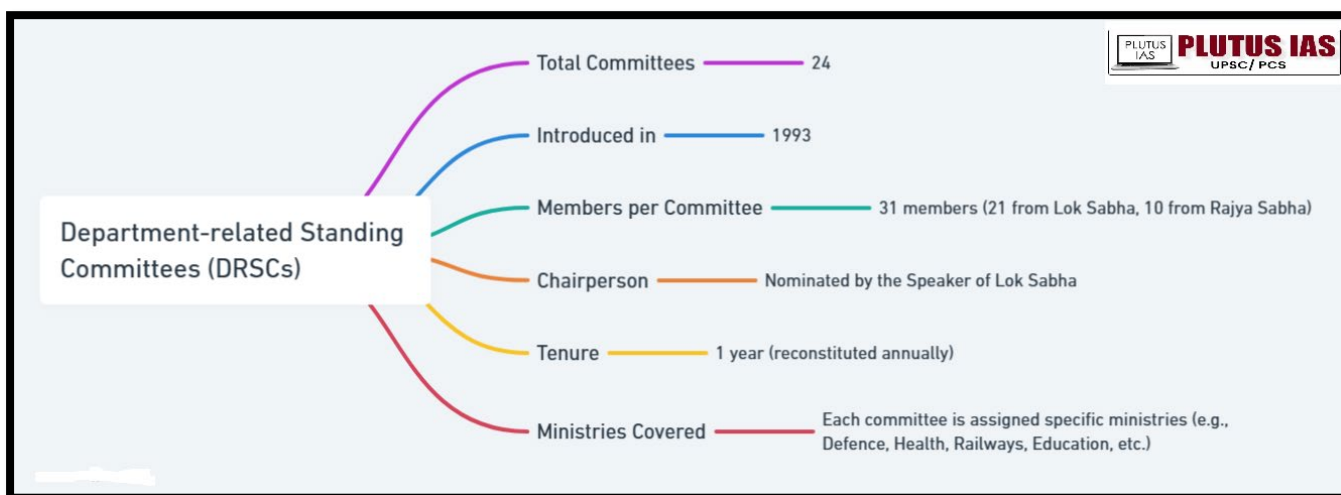 PLUTUS
IAS
PLUTUS IAS
UPSC/ PCS
Total Committees
24
Introduced in
1993
Members per Committee
31 members (21 from Lok Sabha, 10 from Rajya Sabha)
Department-related Standing
Committees (DRSCs)
Chairperson
Nominated by the Speaker of Lok Sabha
Tenure
1 year (reconstituted annually)
Ministries Covered
Each committee is assigned specific ministries (e.g.,
Defence, Health, Railways, Education, etc.)